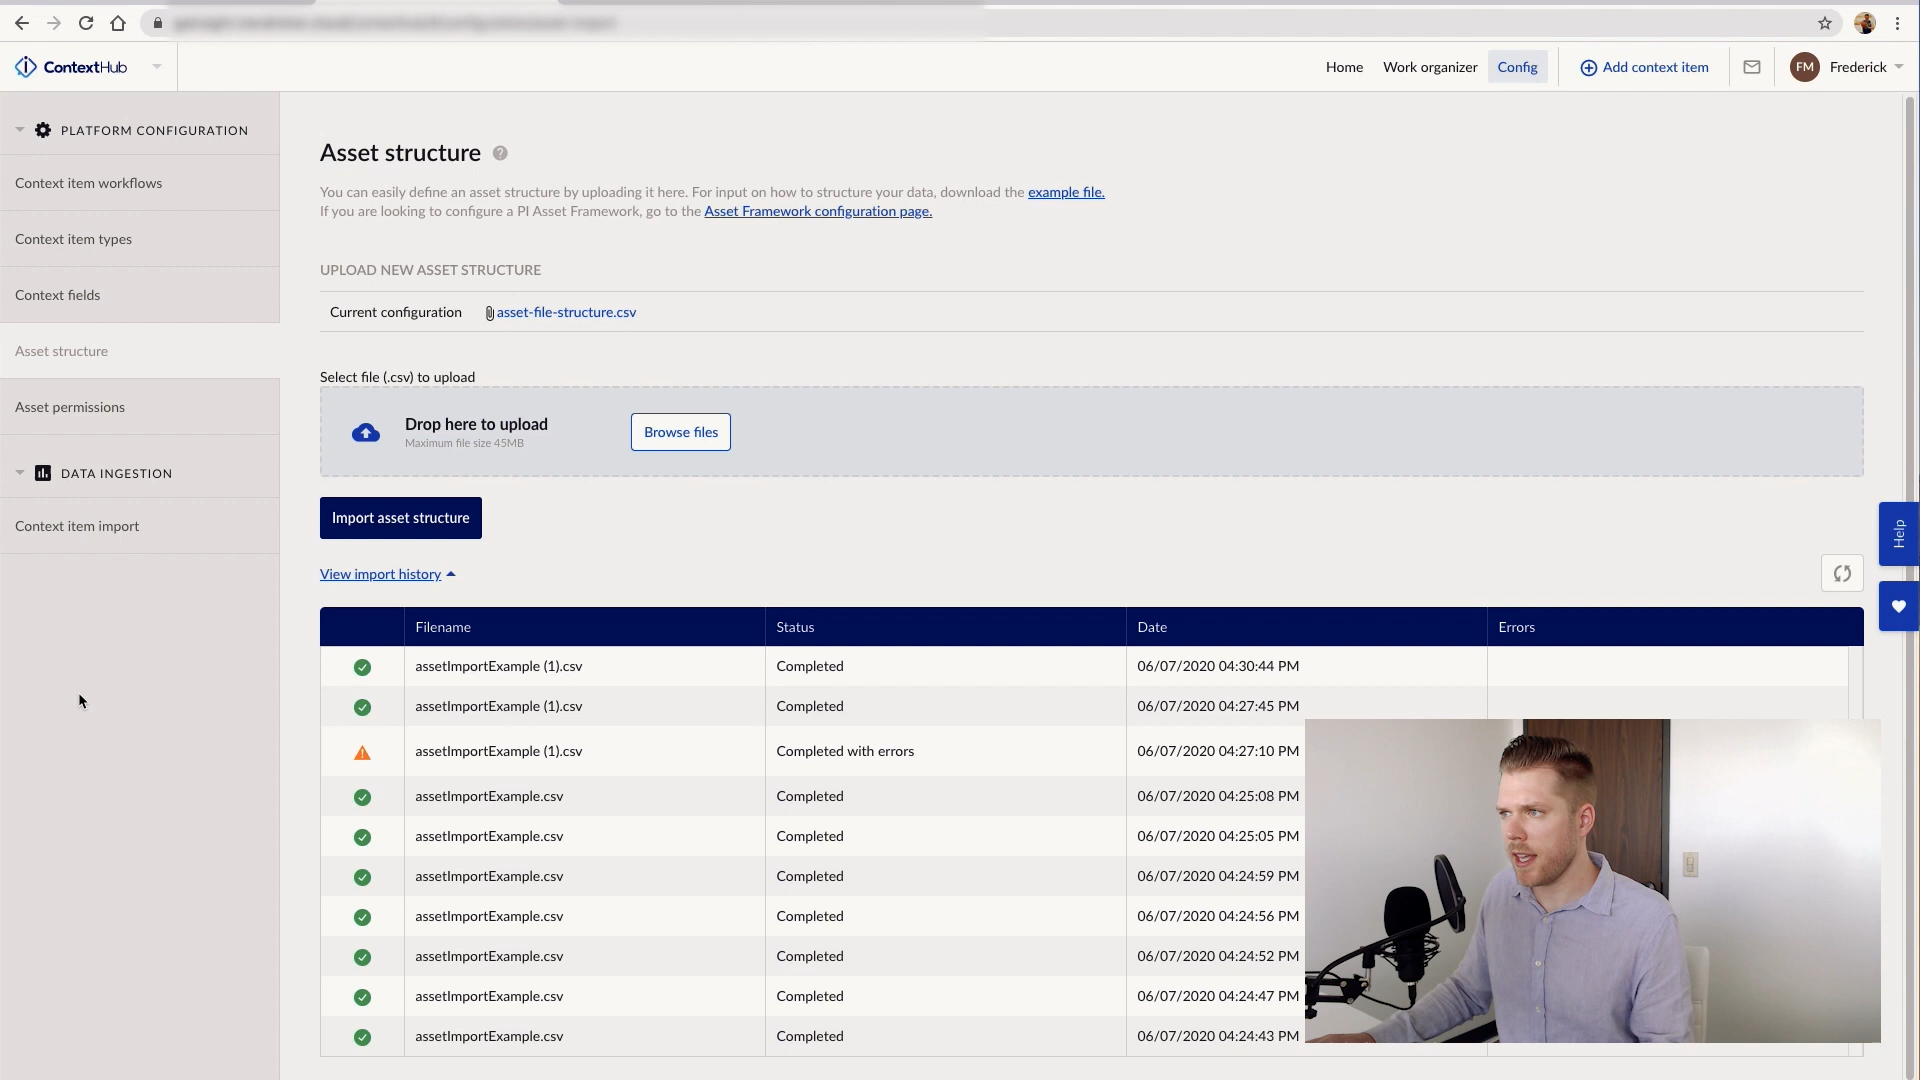 ContextHub
Home
Work organizer
Config
Add context item
FM
Frederick
PLATFORM CONFIGURATION
Context item workflows
Context item types
Context fields
Asset structure
Asset permissions
DATA INGESTION
Context item import
Asset structure ?
You can easily define an asset structure by uploading it here. For input on how to structure your data, download the example file.
If you are looking to configure a PI Asset Framework, go to the Asset Framework configuration page.
UPLOAD NEW ASSET STRUCTURE
Current configuration asset-file-structure.csv
Select file (.csv) to upload
Drop here to upload
Maximum file size 45MB
Browse files
Import asset structure
View import history
Help
Filename Status Date Errors
assetImportExample (1).csv Completed 06/07/2020 04:30:44 PM
assetImportExample (1).csv Completed 06/07/2020 04:27:45 PM
assetImportExample (1).csv Completed with errors 06/07/2020 04:27:10 PM
assetImportExample.csv Completed 06/07/2020 04:25:08 PM
assetImportExample.csv Completed 06/07/2020 04:25:05 PM
assetImportExample.csv Completed 06/07/2020 04:24:59 PM
assetImportExample.csv Completed 06/07/2020 04:24:56 PM
assetImportExample.csv Completed 06/07/2020 04:24:52 PM
assetImportExample.csv Completed 06/07/2020 04:24:47 PM
assetImportExample.csv Completed 06/07/2020 04:24:43 PM